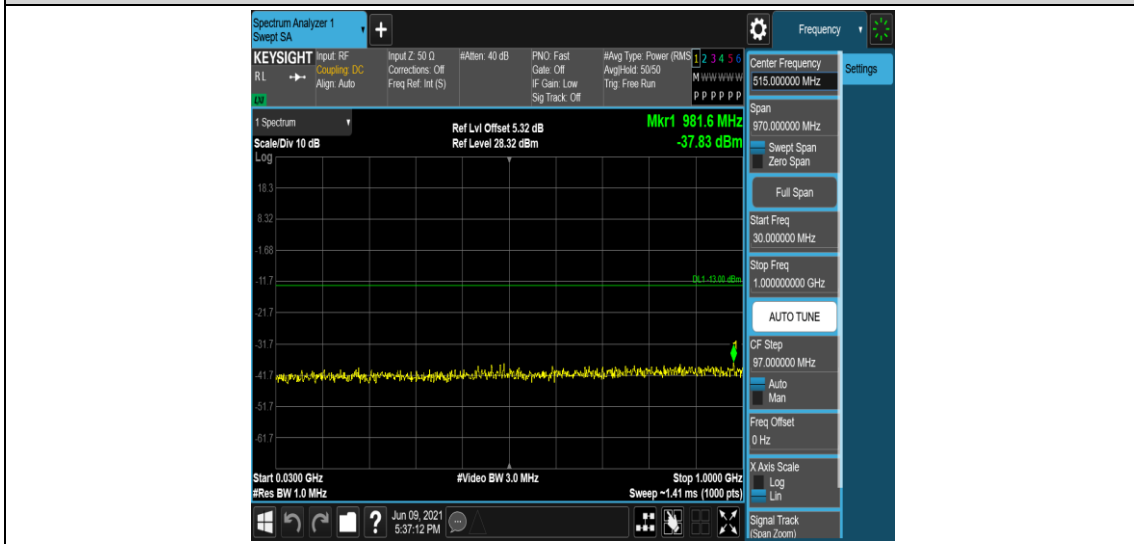 Spectrum Analyzer 1
Swept SA
Frequency
KEYSIGHT
RL
LXI
Input: RF
Coupling: DC
Align: Auto
Input Z: 50 Ω
Corrections: Off
Freq Ref: Int (S)
#Atten: 40 dB
PNO: Fast
Gate: Off
IF Gain: Low
Sig Track: Off
#Avg Type: Power (RMS
Avg|Hold: 50/50
Trig: Free Run
1 2 3 4 5 6
M W W W W W
P P P P P P
1 Spectrum
Scale/Div 10 dB
Log
Ref Lvl Offset 5.32 dB
Ref Level 28.32 dBm
Mkr1 981.6 MHz
-37.83 dBm
18.3
8.32
-1.68
-11.7
-21.7
-31.7
-41.7
-51.7
-61.7
DL1 -13.00 dBm
1
Start 0.0300 GHz
#Res BW 1.0 MHz
#Video BW 3.0 MHz
Stop 1.0000 GHz
Sweep ~1.41 ms (1000 pts)
Jun 09, 2021
5:37:12 PM
Center Frequency
515.000000 MHz
Settings
Span
970.000000 MHz
Swept Span
Zero Span
Full Span
Start Freq
30.000000 MHz
Stop Freq
1.000000000 GHz
AUTO TUNE
CF Step
97.000000 MHz
Auto
Man
Freq Offset
0 Hz
X Axis Scale
Log
Lin
Signal Track
(Span Zoom)